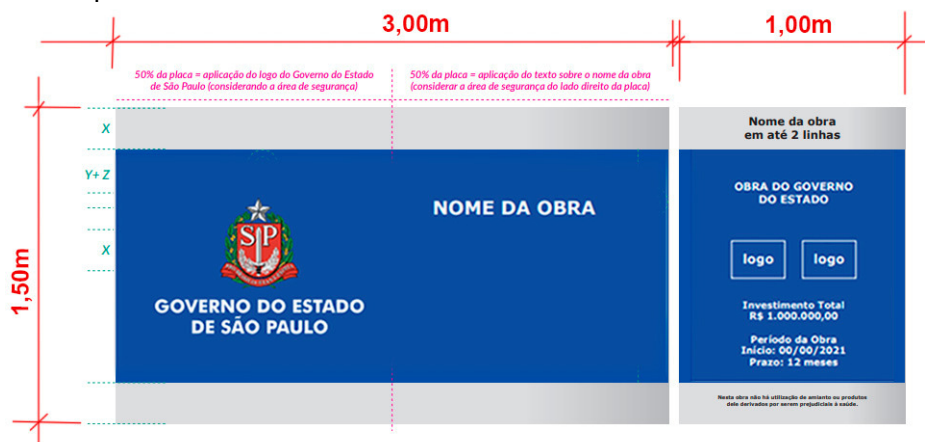 3,00m
1,00m
50% da placa = aplicação do logo do Governo do Estado
de São Paulo (considerando a área de segurança)
50% da placa = aplicação do texto sobre o nome da obra
(considerar a área de segurança do lado direito da placa)
X
Y+ Z
X
1,50m
SP
GOVERNO DO ESTADO
DE SÃO PAULO
NOME DA OBRA
Nome da obra
em até 2 linhas
OBRA DO GOVERNO
DO ESTADO
logo logo
Investimento Total
R$ 1.000.000,00
Período da Obra
Início: 00/00/2021
Prazo: 12 meses
Nesta obra não há utilização de amianto ou produtos
dele derivados por serem prejudiciais à saúde.